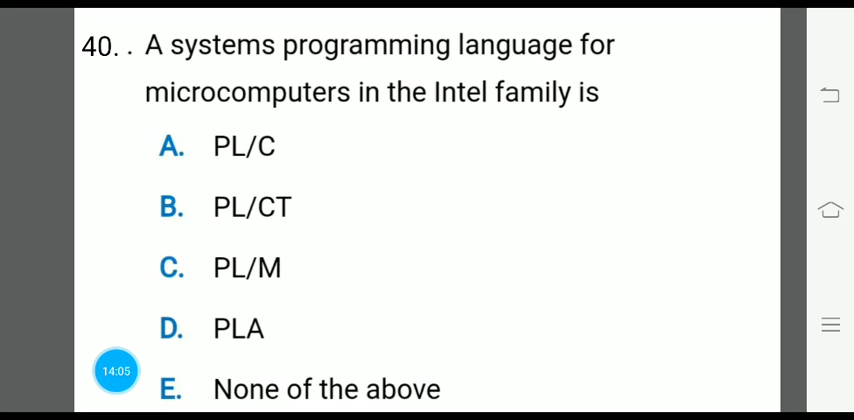 40. . A systems programming language for
microcomputers in the Intel family is
A. PL/C
B. PL/CT
C. PL/M
D. PLA
14:05
E. None of the above